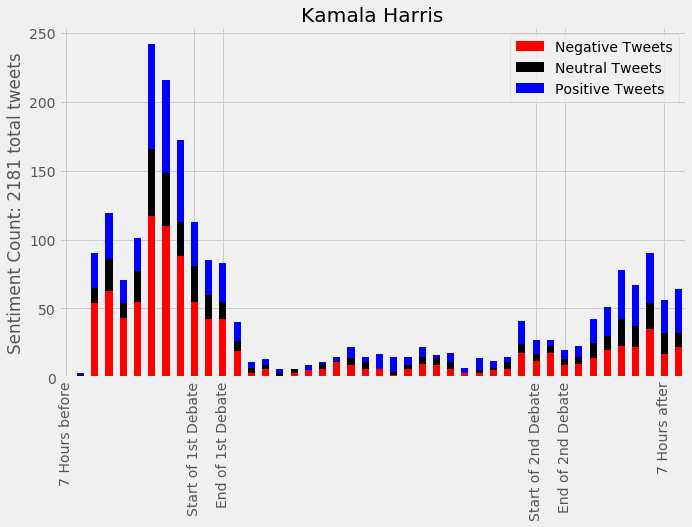 Kamala Harris
Sentiment Count: 2181 total tweets
250
200
150
100
50
0
Negative Tweets
Neutral Tweets
Positive Tweets
7 Hours before
Start of 1st Debate
End of 1st Debate
Start of 2nd Debate
End of 2nd Debate
7 Hours after